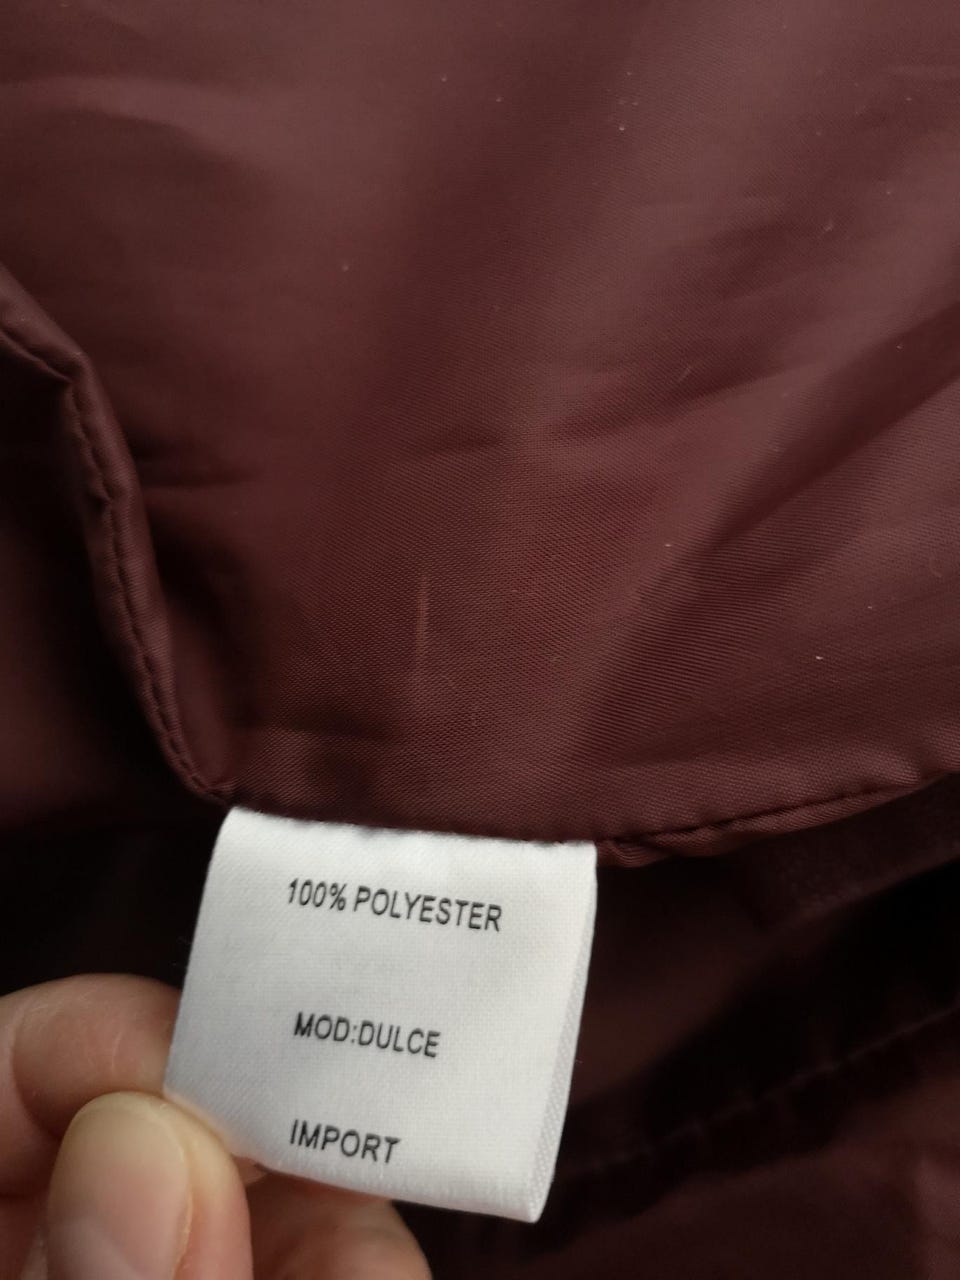 100% POLYESTER
MOD:DULCE
IMPORT